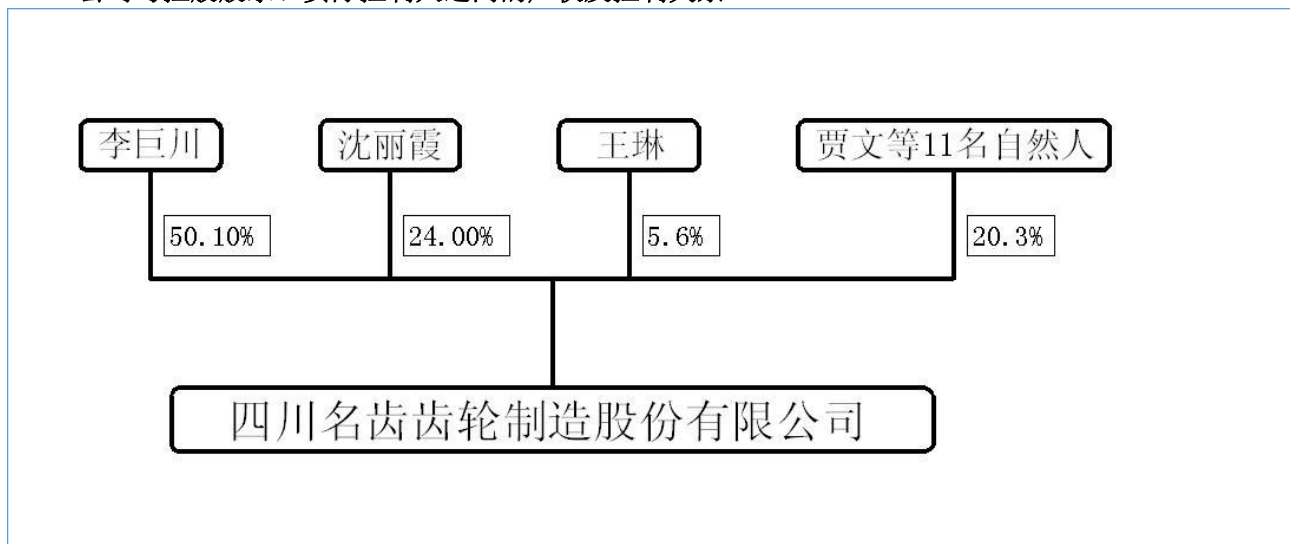 李巨川
沈丽霞
王琳
贾文等11名自然人
50.10%
24.00%
5.6%
20.3%
四川名齿齿轮制造股份有限公司